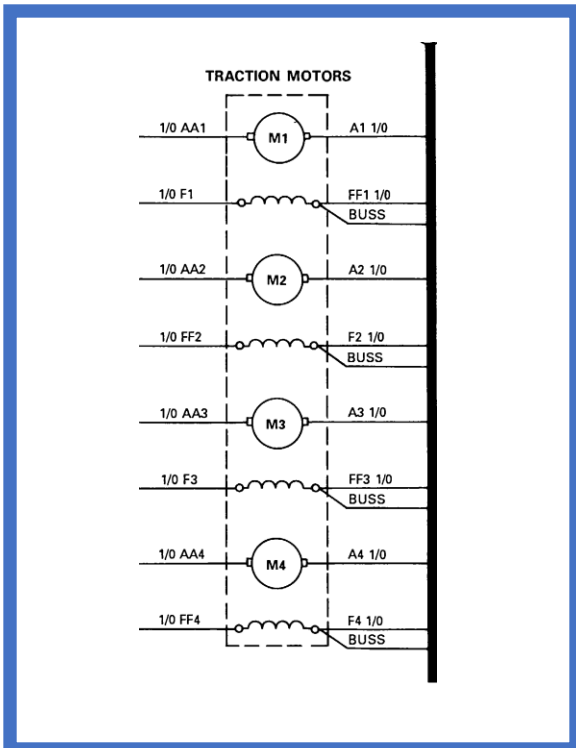 TRACTION MOTORS
1/0 AA1 M1 A1 1/0
1/0 F1 FF1 1/0
BUSS
1/0 AA2 M2 A2 1/0
1/0 FF2 F2 1/0
BUSS
1/0 AA3 M3 A3 1/0
1/0 F3 FF3 1/0
BUSS
1/0 AA4 M4 A4 1/0
1/0 FF4 F4 1/0
BUSS